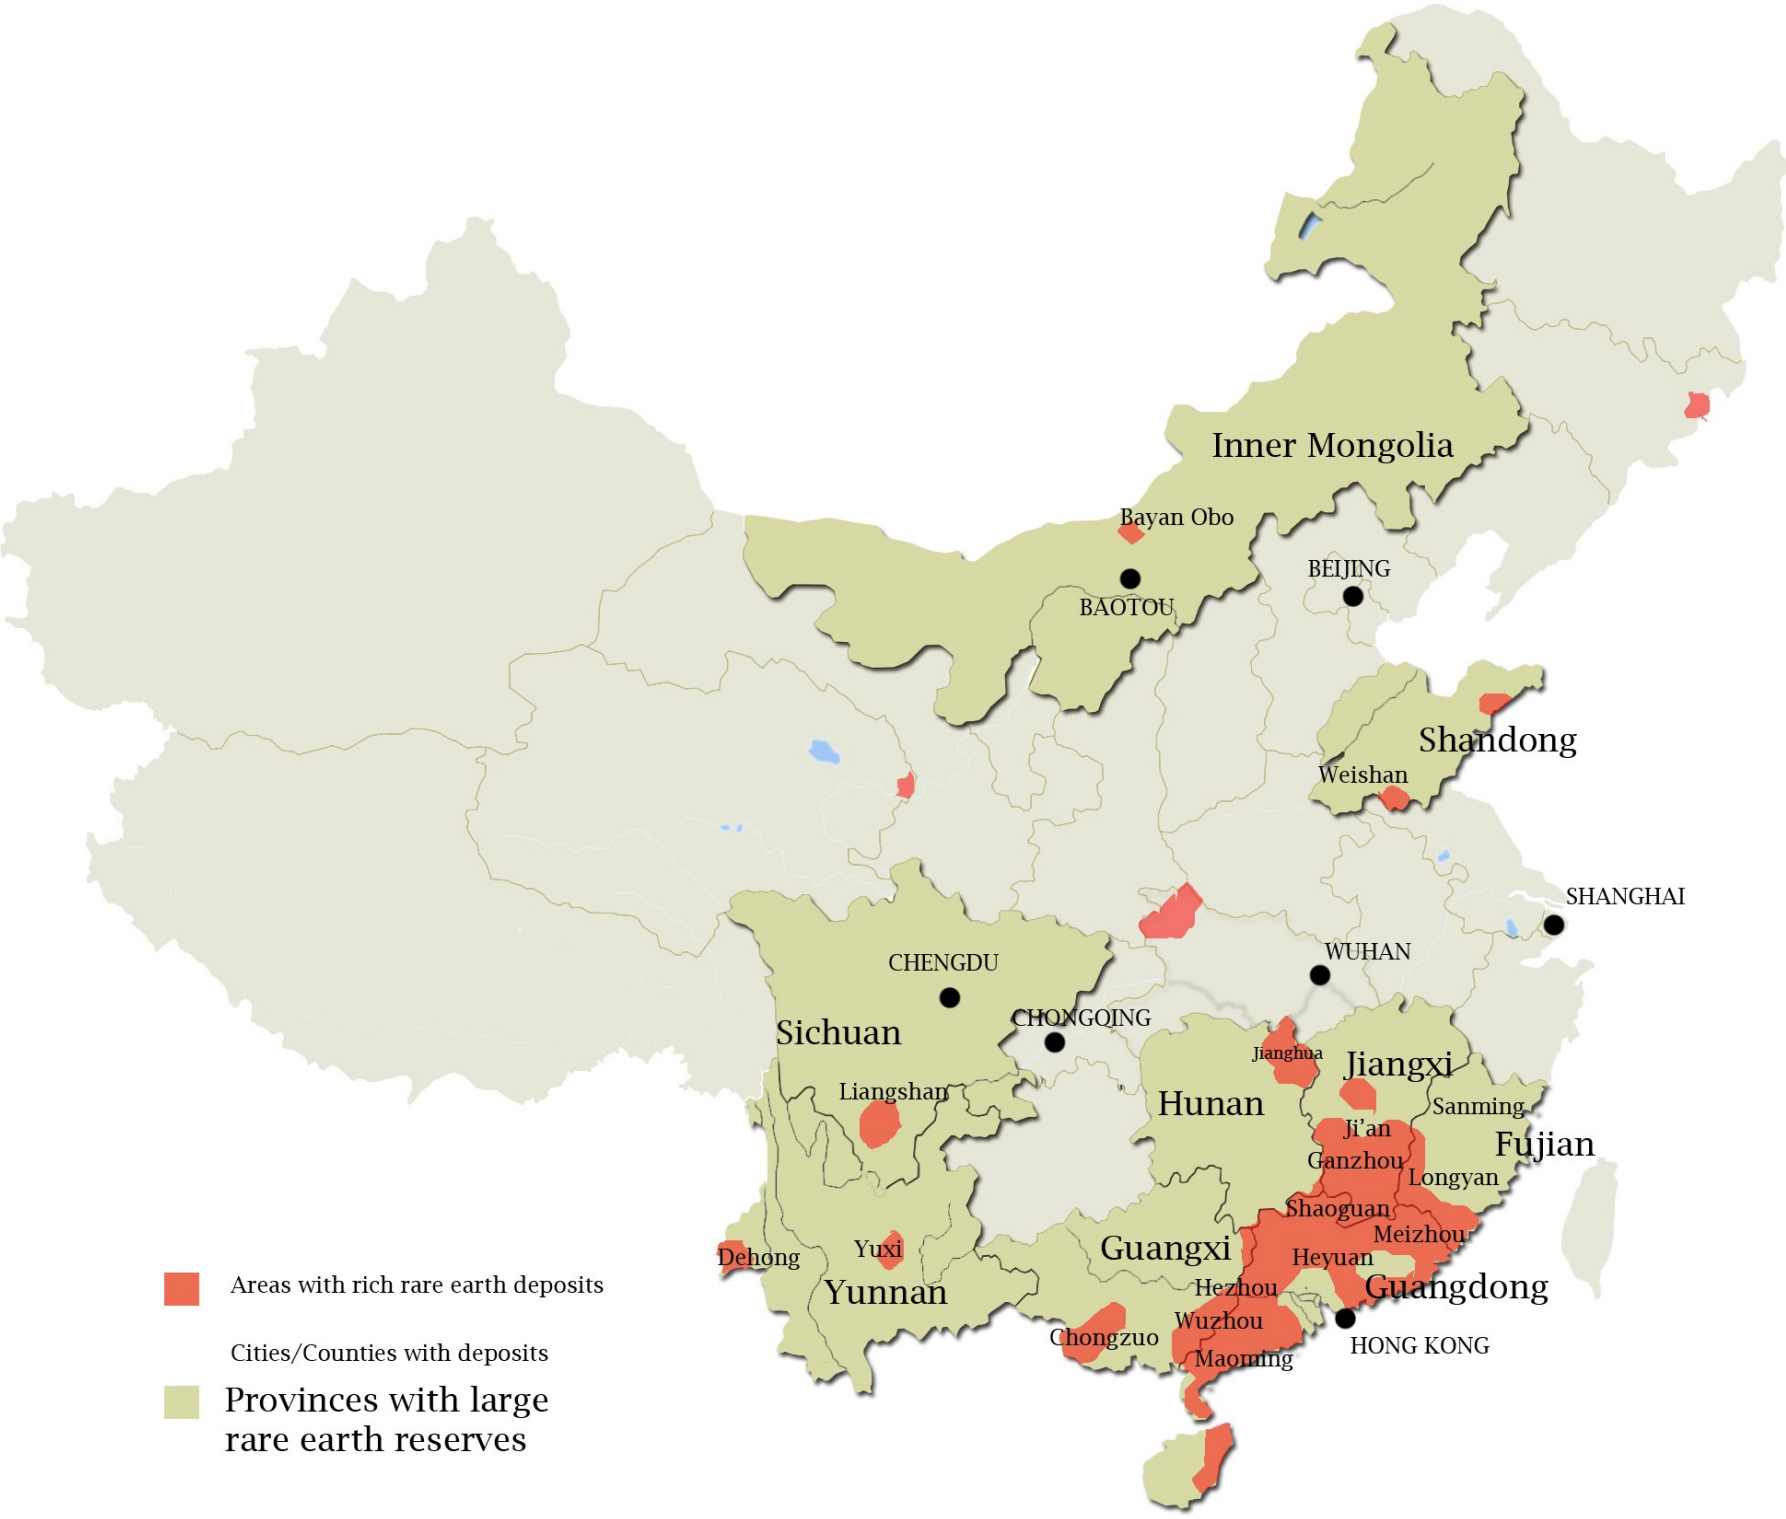 Inner Mongolia
Bayan Obo
BEIJING
BAOTOU
Shandong
Weishan
SHANGHAI
WUHAN
CHENGDU
CHONGQING
Sichuan
Jianghua
Jiangxi
Liangshan
Hunan
Sanming
Ji’an
Fujian
Ganzhou
Longyan
Shaoguan
Meizhou
Guangxi
Yuxi
Dehong
Heyuan
Yunnan
Hezhou
Guangdong
Wuzhou
Chongzuo
HONG KONG
Maoming
Areas with rich rare earth deposits
Cities/Counties with deposits
Provinces with large
rare earth reserves